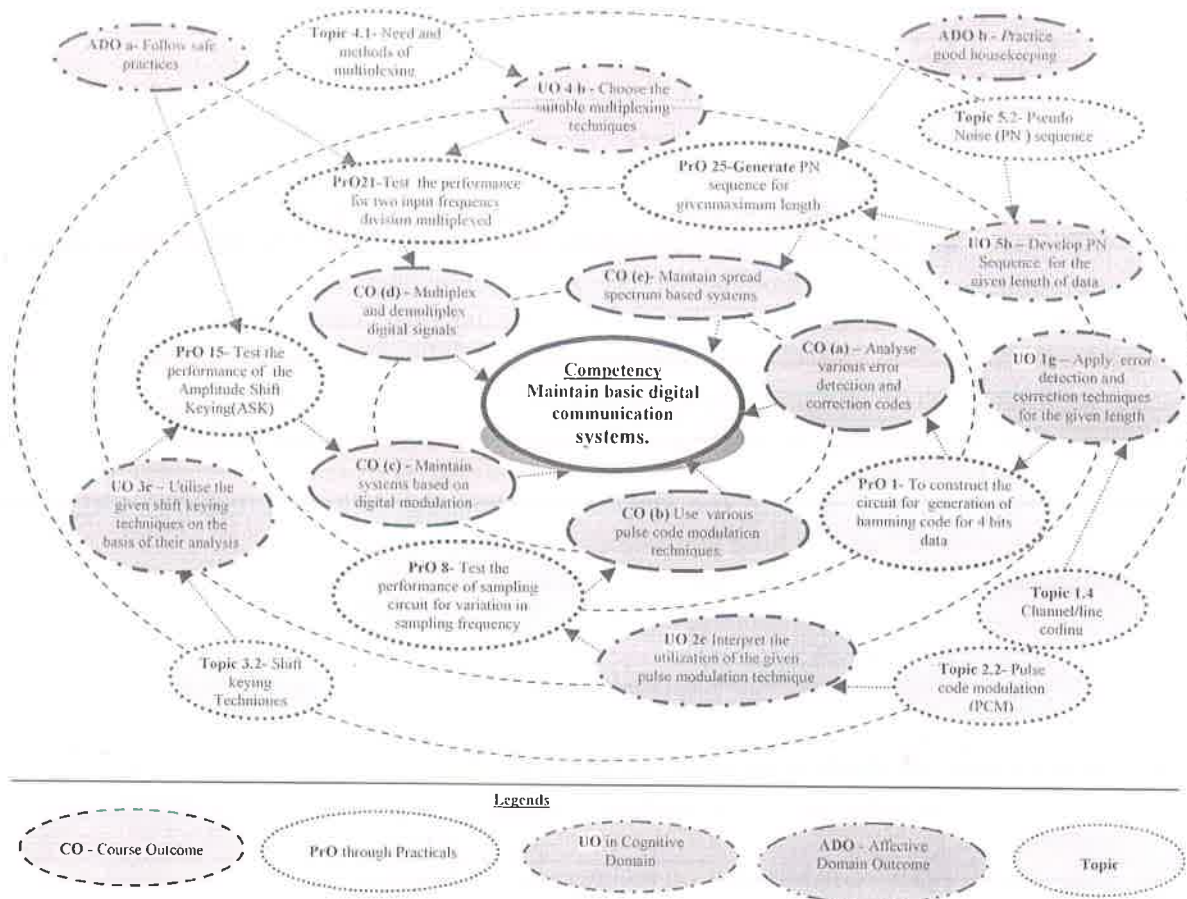 ADO a- Follow safe
practices
Topic 4.1- Need and
methods of
multiplexing
ADO b - Practice
good housekeeping
UO 4 b - Choose the
suitable multiplexing
techniques
Topic 5.2- Pseudo
Noise (PN ) sequence
PrO21-Test the performance
for two input frequency
division multiplexed
PrO 25-Generate PN
sequence for
givenmaximum length
UO 5b – Develop PN
Sequence for the
given length of data
CO (d) - Multiplex
and demultiplex
digital signals
CO (e)- Maintain spread
spectrum based systems
PrO 15- Test the
performance of the
Amplitude Shift
Keying(ASK)
Competency
Maintain basic digital
communication
systems.
CO (a) – Analyse
various error
detection and
correction codes
UO 1g – Apply error
detection and
correction techniques
for the given length
UO 3c – Utilise the
given shift keying
techniques on the
basis of their analysis
CO (c) - Maintain
systems based on
digital modulation
CO (b) Use various
pulse code modulation
techniques.
PrO 1- To construct the
circuit for generation of
hamming code for 4 bits
data
PrO 8- Test the
performance of sampling
circuit for variation in
sampling frequency
Topic 1.4
Channel/line
coding
UO 2c Interpret the
utilization of the given
pulse modulation technique
Topic 3.2- Shift
keying
Techniques
Topic 2.2- Pulse
code modulation
(PCM)
Legends
CO - Course Outcome
PrO through Practicals
UO in Cognitive
Domain
ADO - Affective
Domain Outcome
Topic